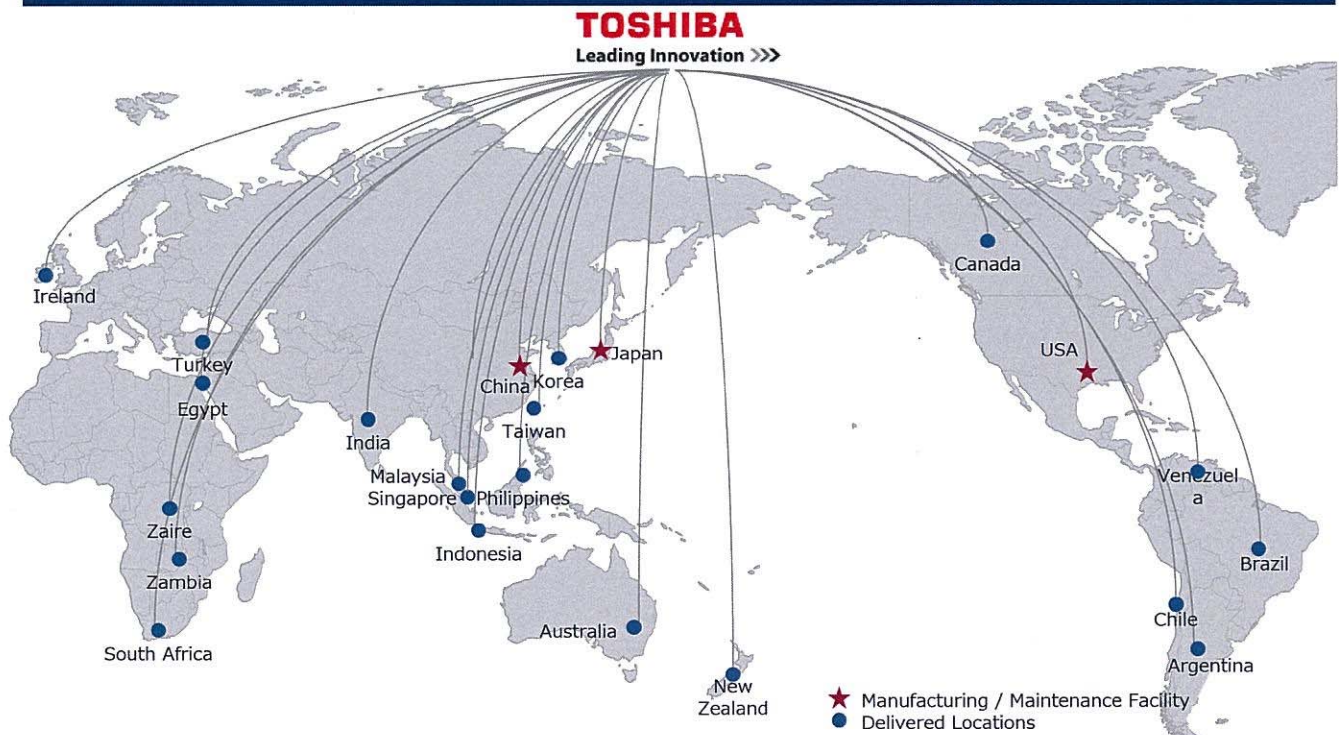 TOSHIBA
Leading Innovation >>>
Canada
Ireland
USA
Japan
Turkey
China
Korea
Egypt
Taiwan
India
Malaysia
Singapore
Philippines
Venezuel
a
Zaire
Indonesia
Brazil
Zambia
Chile
Australia
South Africa
Argentina
New
Zealand
Manufacturing / Maintenance Facility
Delivered Locations